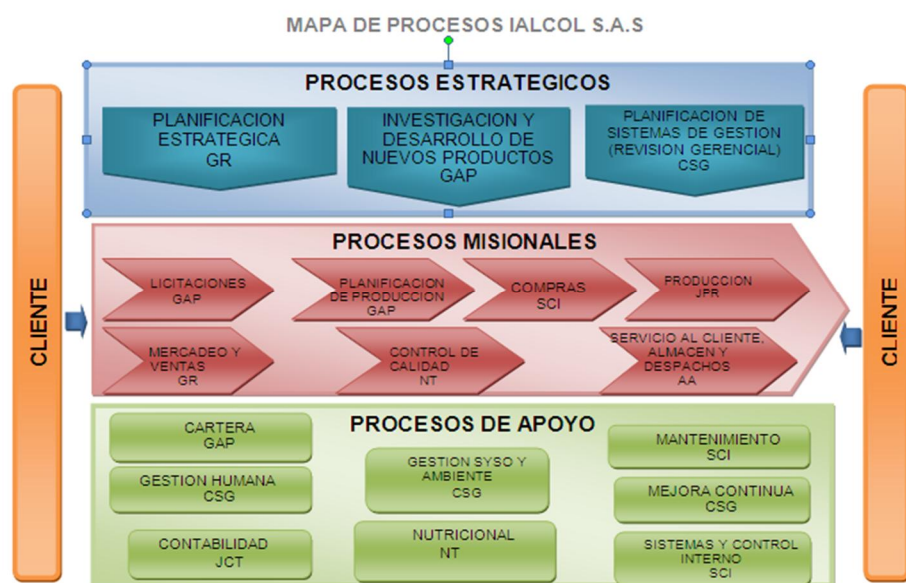 MAPA DE PROCESOS IALCOL S.A.S
CLIENTE
PROCESOS ESTRATEGICOS
PLANIFICACION
ESTRATEGICA
GR
INVESTIGACION Y
DESARROLLO DE
NUEVOS PRODUCTOS
GAP
PLANIFICACION DE
SISTEMAS DE GESTION
(REVISION GERENCIAL)
CSG
PROCESOS MISIONALES
LICITACIONES
GAP
PLANIFICACION
DE PRODUCCION
GAP
COMPRAS
SCI
PRODUCCION
JPR
MERCADEO Y
VENTAS
GR
CONTROL DE
CALIDAD
NT
SERVICIO AL CLIENTE,
ALMACEN Y
DESPACHOS
AA
PROCESOS DE APOYO
CARTERA
GAP
GESTION HUMANA
CSG
CONTABILIDAD
JCT
GESTION SYSO Y
AMBIENTE
CSG
NUTRICIONAL
NT
MANTENIMIENTO
SCI
MEJORA CONTINUA
CSG
SISTEMAS Y CONTROL
INTERNO
SCI
CLIENTE